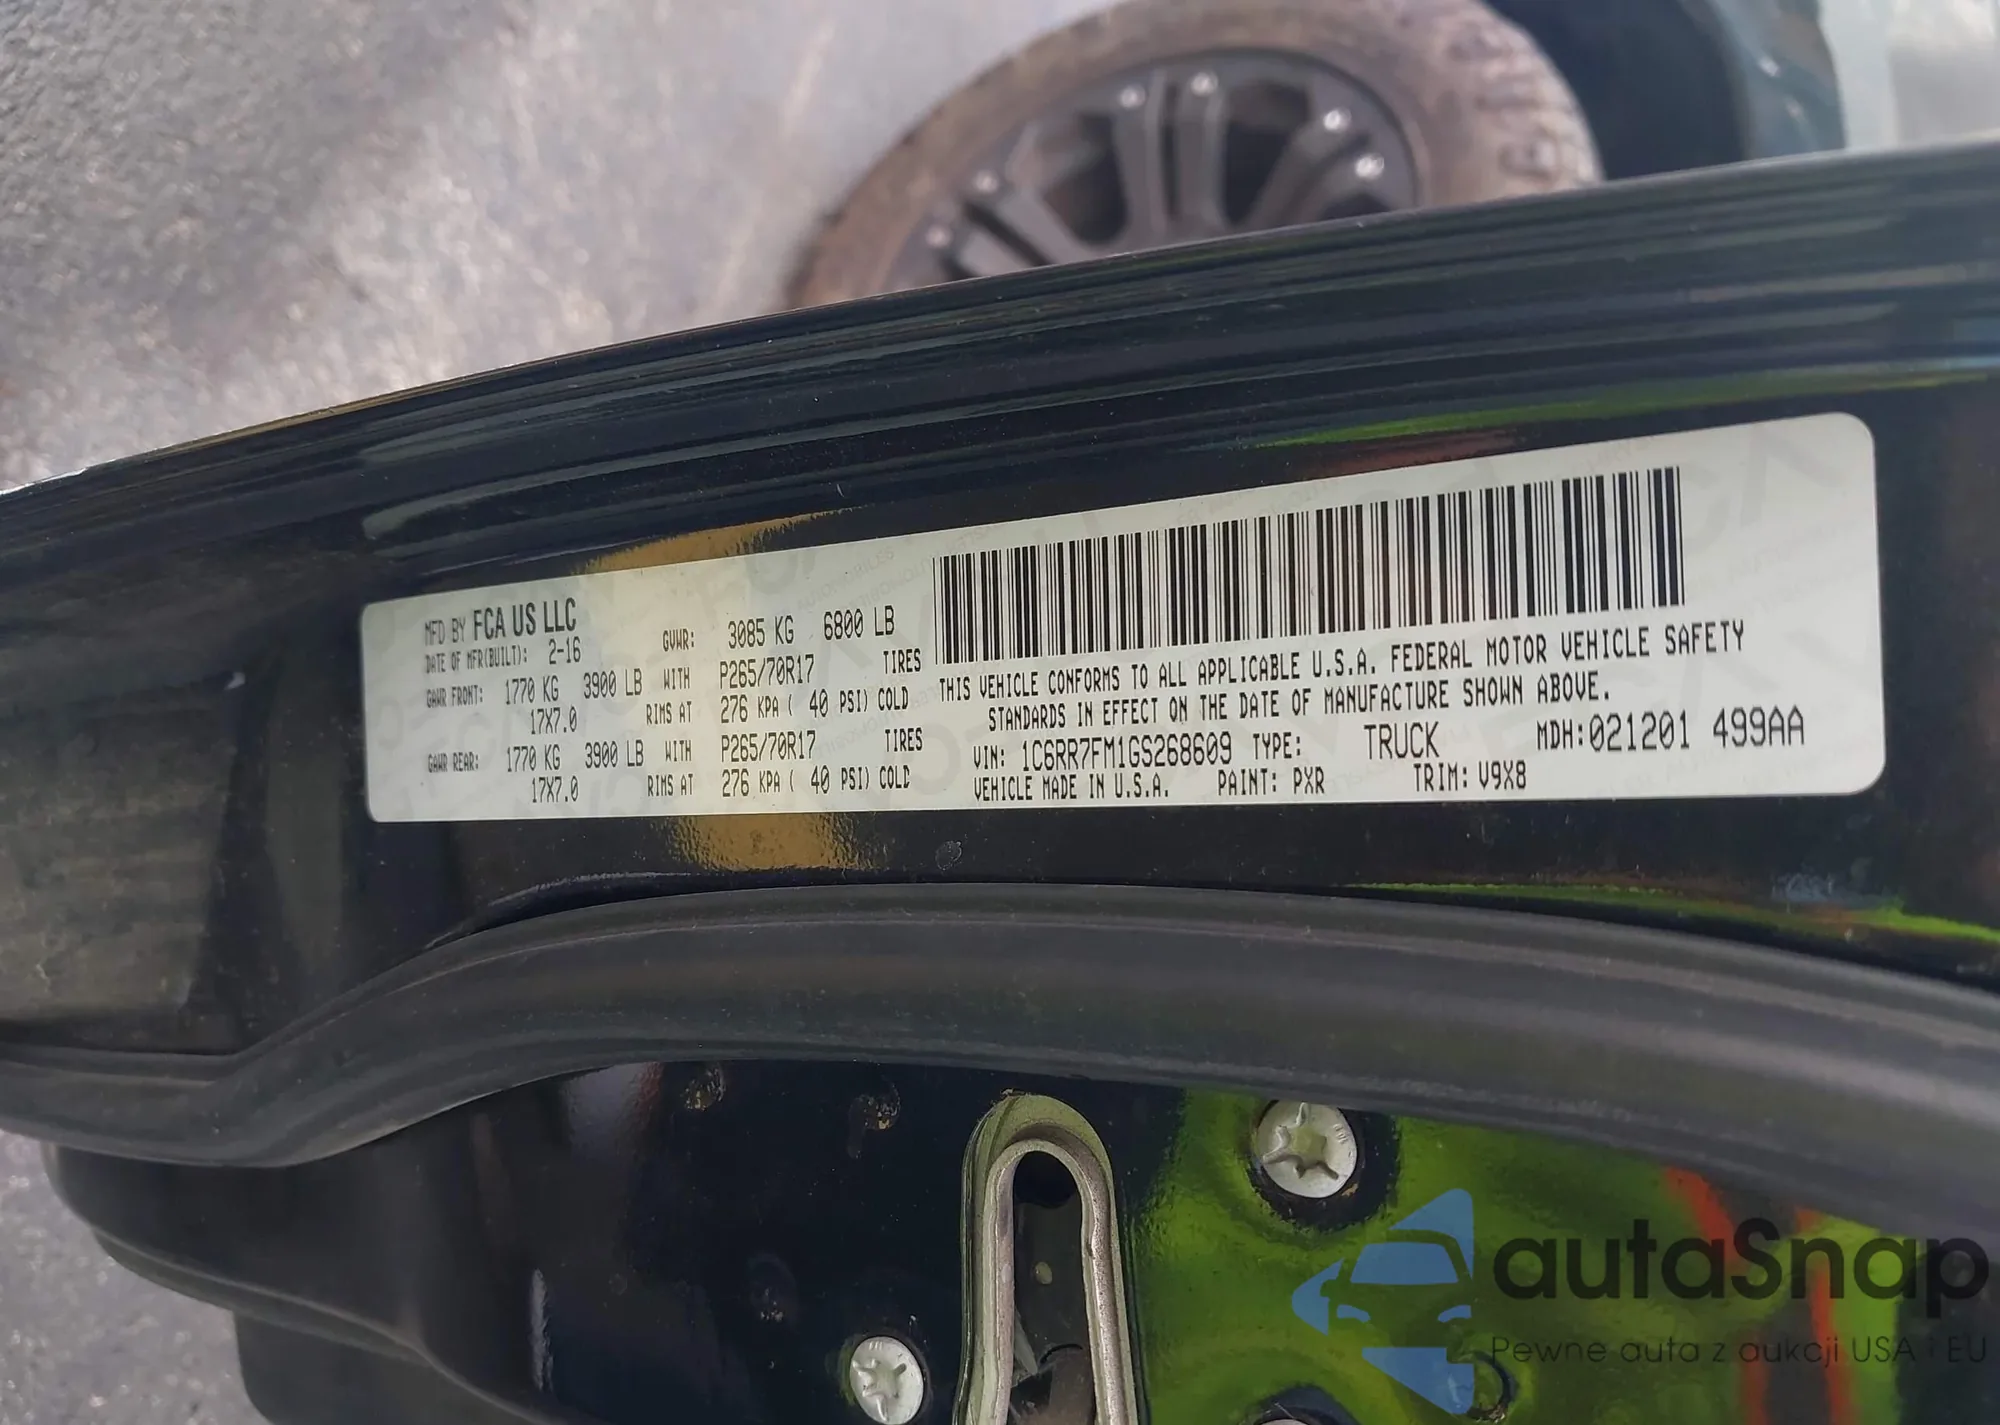 MFD BY FCA US LLC
DATE OF MFR(BUILT): 2-16 GVWR: 3085 KG 6800 LB
GAWR FRONT: 1770 KG 3900 LB WITH P265/70R17 TIRES
17X7.0 RIMS AT 276 KPA ( 40 PSI) COLD
GAWR REAR: 1770 KG 3900 LB WITH P265/70R17 TIRES
17X7.0 RIMS AT 276 KPA ( 40 PSI) COLD
THIS VEHICLE CONFORMS TO ALL APPLICABLE U.S.A. FEDERAL MOTOR VEHICLE SAFETY
STANDARDS IN EFFECT ON THE DATE OF MANUFACTURE SHOWN ABOVE.
VIN: 1C6RR7FM1GS268609 TYPE: TRUCK MDH:021201 499AA
VEHICLE MADE IN U.S.A. PAINT: PXR TRIM: V9X8
autaSnap
Pewne auta z aukcji USA i EU